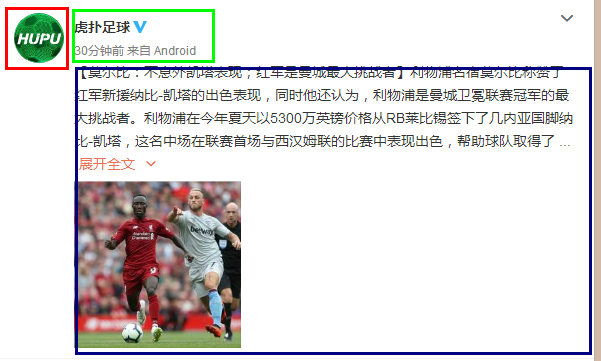 HUPU
虎扑足球
30分钟前 来自 Android
【莫尔比：不意外凯塔表现；红军是曼城最大挑战者】利物浦名宿莫尔比称赞了
红军新援纳比-凯塔的出色表现，同时他还认为，利物浦是曼城卫冕联赛冠军的最
大挑战者。利物浦在今年夏天以5300万英镑价格从RB莱比锡签下了几内亚国脚纳
比-凯塔，这名中场在联赛首场与西汉姆联的比赛中表现出色，帮助球队取得了 ...
展开全文
betway